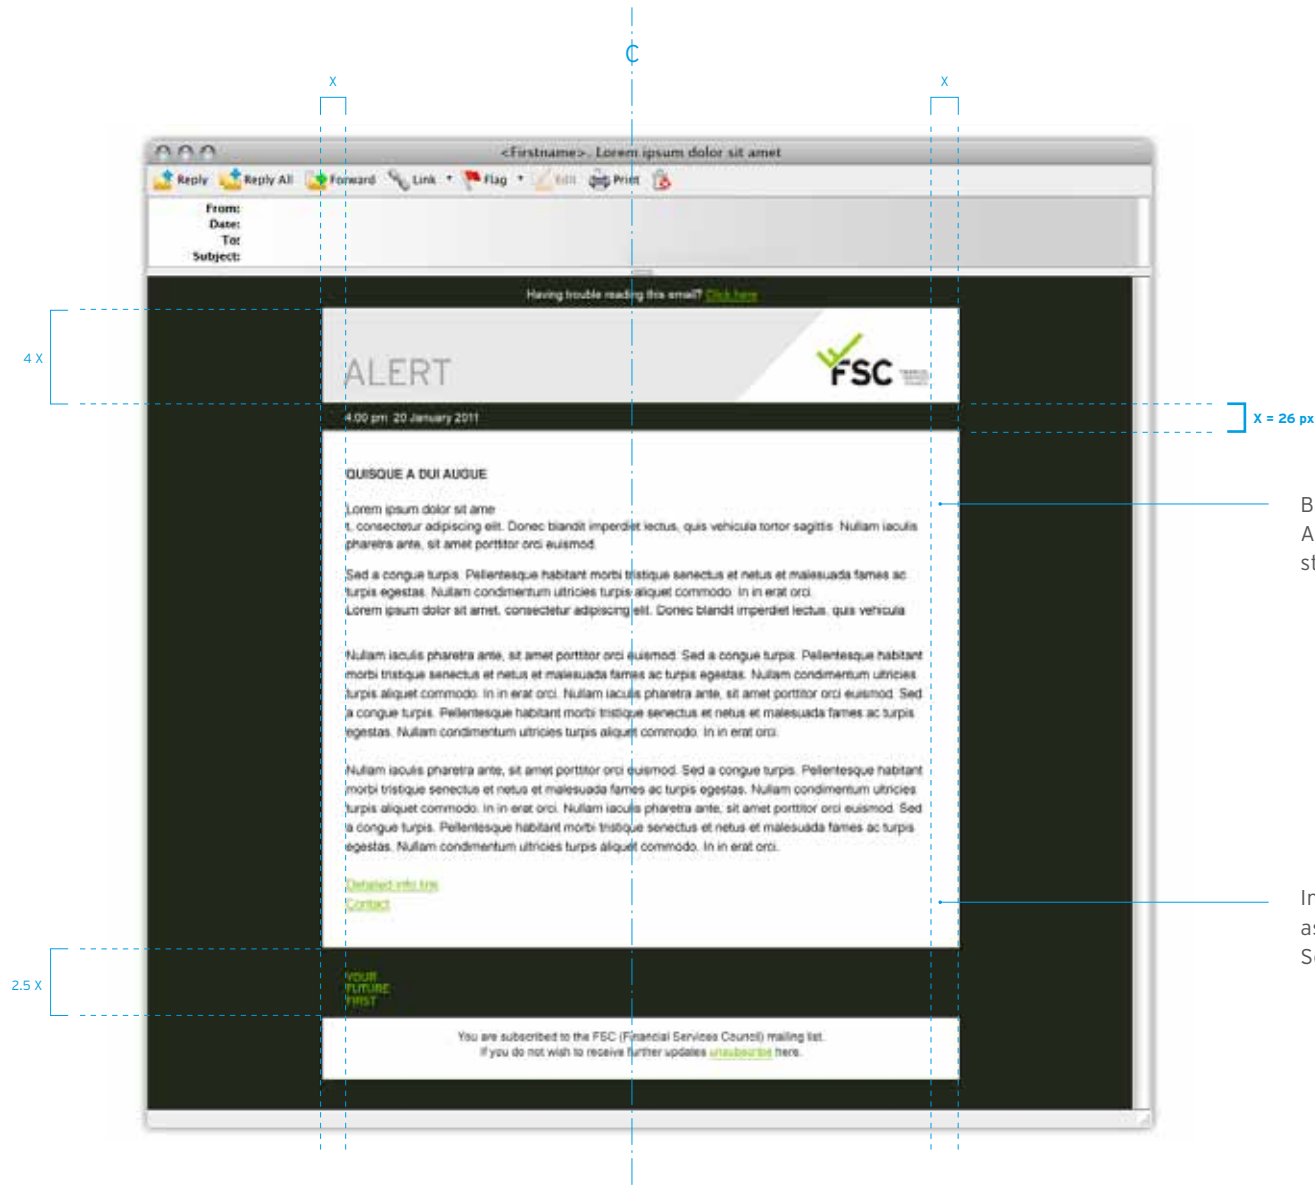 C
X X
<Firstname>. Lorem ipsum dolor sit amet
Reply Reply All Forward Link Flag Edit Print
From:
Date:
To:
Subject:
Having trouble reading this email? Click here
4 X
ALERT
FSC
4:00 pm 20 January 2011
X = 26 px
QUISQUE A DUI AUGUE
Lorem ipsum dolor sit ame
t, consectetur adipiscing elit. Donec blandit imperdiet lectus, quis vehicula tortor sagittis. Nullam iaculis
pharetra ante, sit amet porttitor orci euismod.
Sed a congue turpis. Pellentesque habitant morbi tristique senectus et netus et malesuada fames ac
turpis egestas. Nullam condimentum ultricies turpis aliquet commodo. In in erat orci.
Lorem ipsum dolor sit amet, consectetur adipiscing elit. Donec blandit imperdiet lectus, quis vehicula
Nullam iaculis pharetra ante, sit amet porttitor orci euismod. Sed a congue turpis. Pellentesque habitant
morbi tristique senectus et netus et malesuada fames ac turpis egestas. Nullam condimentum ultricies
turpis aliquet commodo. In in erat orci. Nullam iaculis pharetra ante, sit amet porttitor orci euismod. Sed
a congue turpis. Pellentesque habitant morbi tristique senectus et netus et malesuada fames ac turpis
egestas. Nullam condimentum ultricies turpis aliquet commodo. In in erat orci.
Nullam iaculis pharetra ante, sit amet porttitor orci euismod. Sed a congue turpis. Pellentesque habitant
morbi tristique senectus et netus et malesuada fames ac turpis egestas. Nullam condimentum ultricies
turpis aliquet commodo. In in erat orci. Nullam iaculis pharetra ante, sit amet porttitor orci euismod. Sed
a congue turpis. Pellentesque habitant morbi tristique senectus et netus et malesuada fames ac turpis
egestas. Nullam condimentum ultricies turpis aliquet commodo. In in erat orci.
Detailed info link
Contact
2.5 X
YOUR
FUTURE
FIRST
You are subscribed to the FSC (Financial Services Council) mailing list.
If you do not wish to receive further updates unsubscribe here.